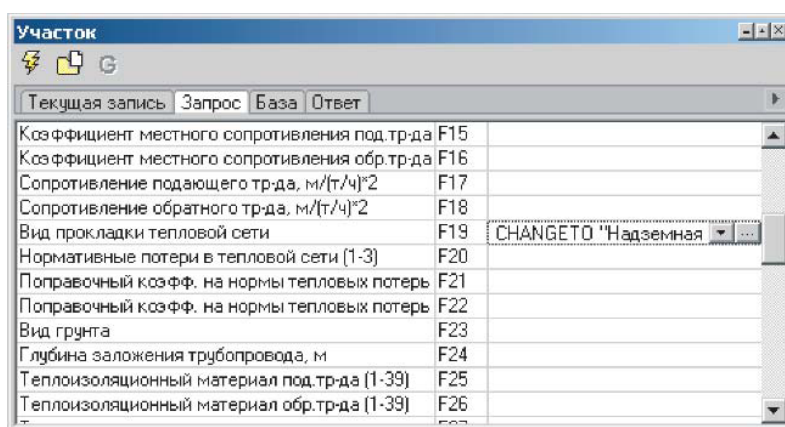 Участок
G
Текущая запись Запрос База Ответ
Коэффициент местного сопротивления под.тр-да F15
Коэффициент местного сопротивления обр.тр-да F16
Сопротивление подающего тр-да, м/(т/ч)*2 F17
Сопротивление обратного тр-да, м/(т/ч)*2 F18
Вид прокладки тепловой сети F19 CHANGETO "Надземная
Нормативные потери в тепловой сети (1-3) F20
Поправочный коэфф. на нормы тепловых потерь F21
Поправочный коэфф. на нормы тепловых потерь F22
Вид грунта F23
Глубина заложения трубопровода, м F24
Теплоизоляционный материал под.тр-да (1-39) F25
Теплоизоляционный материал обр.тр-да (1-39) F26